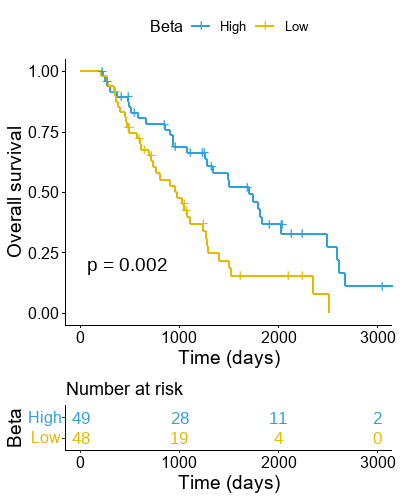 Beta High Low
Overall survival
1.00
0.75
0.50
0.25
0.00
p = 0.002
0 1000 2000 3000
Time (days)
Number at risk
Beta
High 49 28 11 2
Low 48 19 4 0
0 1000 2000 3000
Time (days)